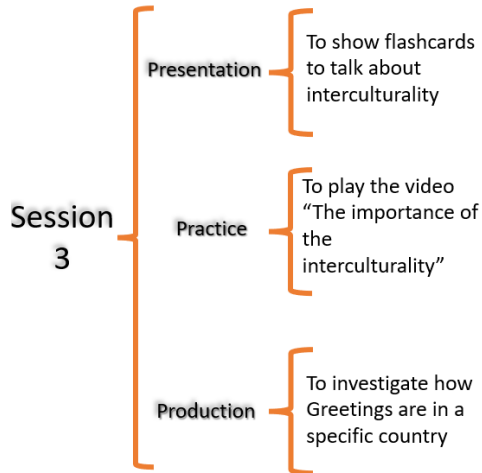 Session
3
Presentation
To show flashcards
to talk about
interculturality
Practice
To play the video
“The importance of
the
interculturality”
Production
To investigate how
Greetings are in a
specific country